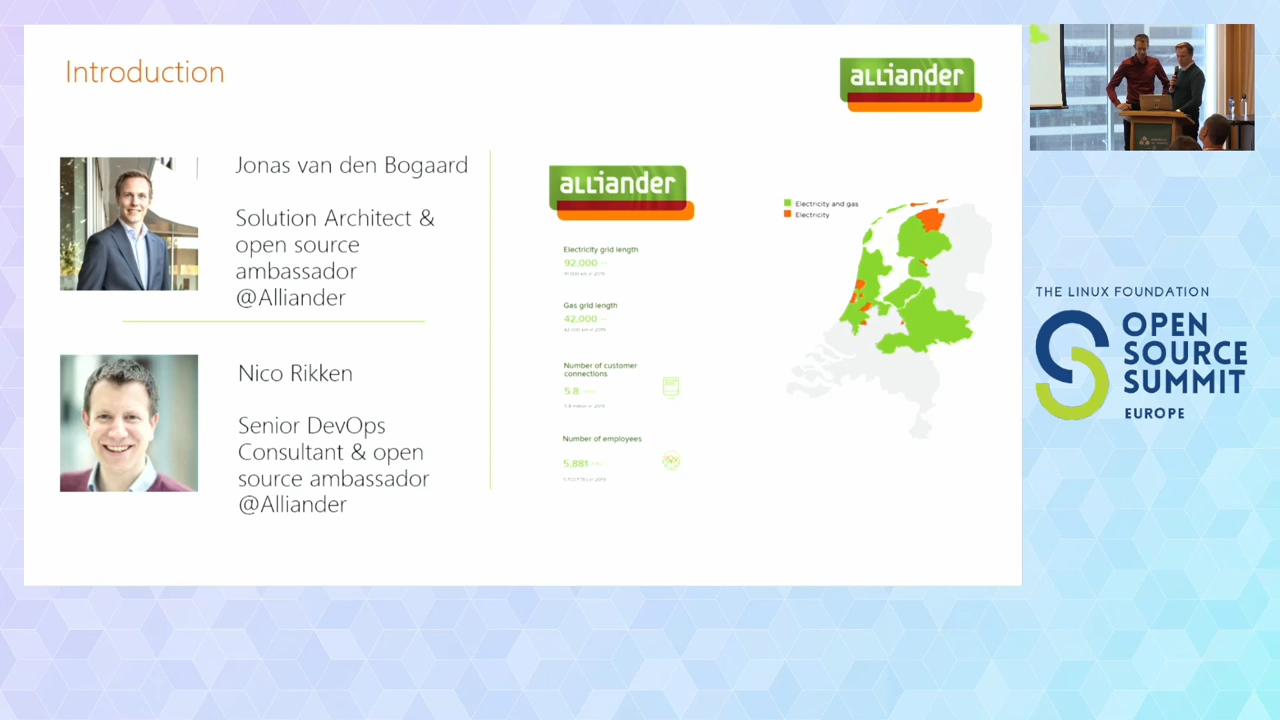 Introduction
alliander
Jonas van den Bogaard
Solution Architect &
open source
ambassador
@Alliander
Nico Rikken
Senior DevOps
Consultant & open
source ambassador
@Alliander
alliander
Electricity grid length
92,000
Gas grid length
42,000
Number of customer
connections
5.8
Number of employees
5,881
Electricity and gas
Electricity
THE LINUX FOUNDATION
OPEN
SOURCE
SUMMIT
EUROPE